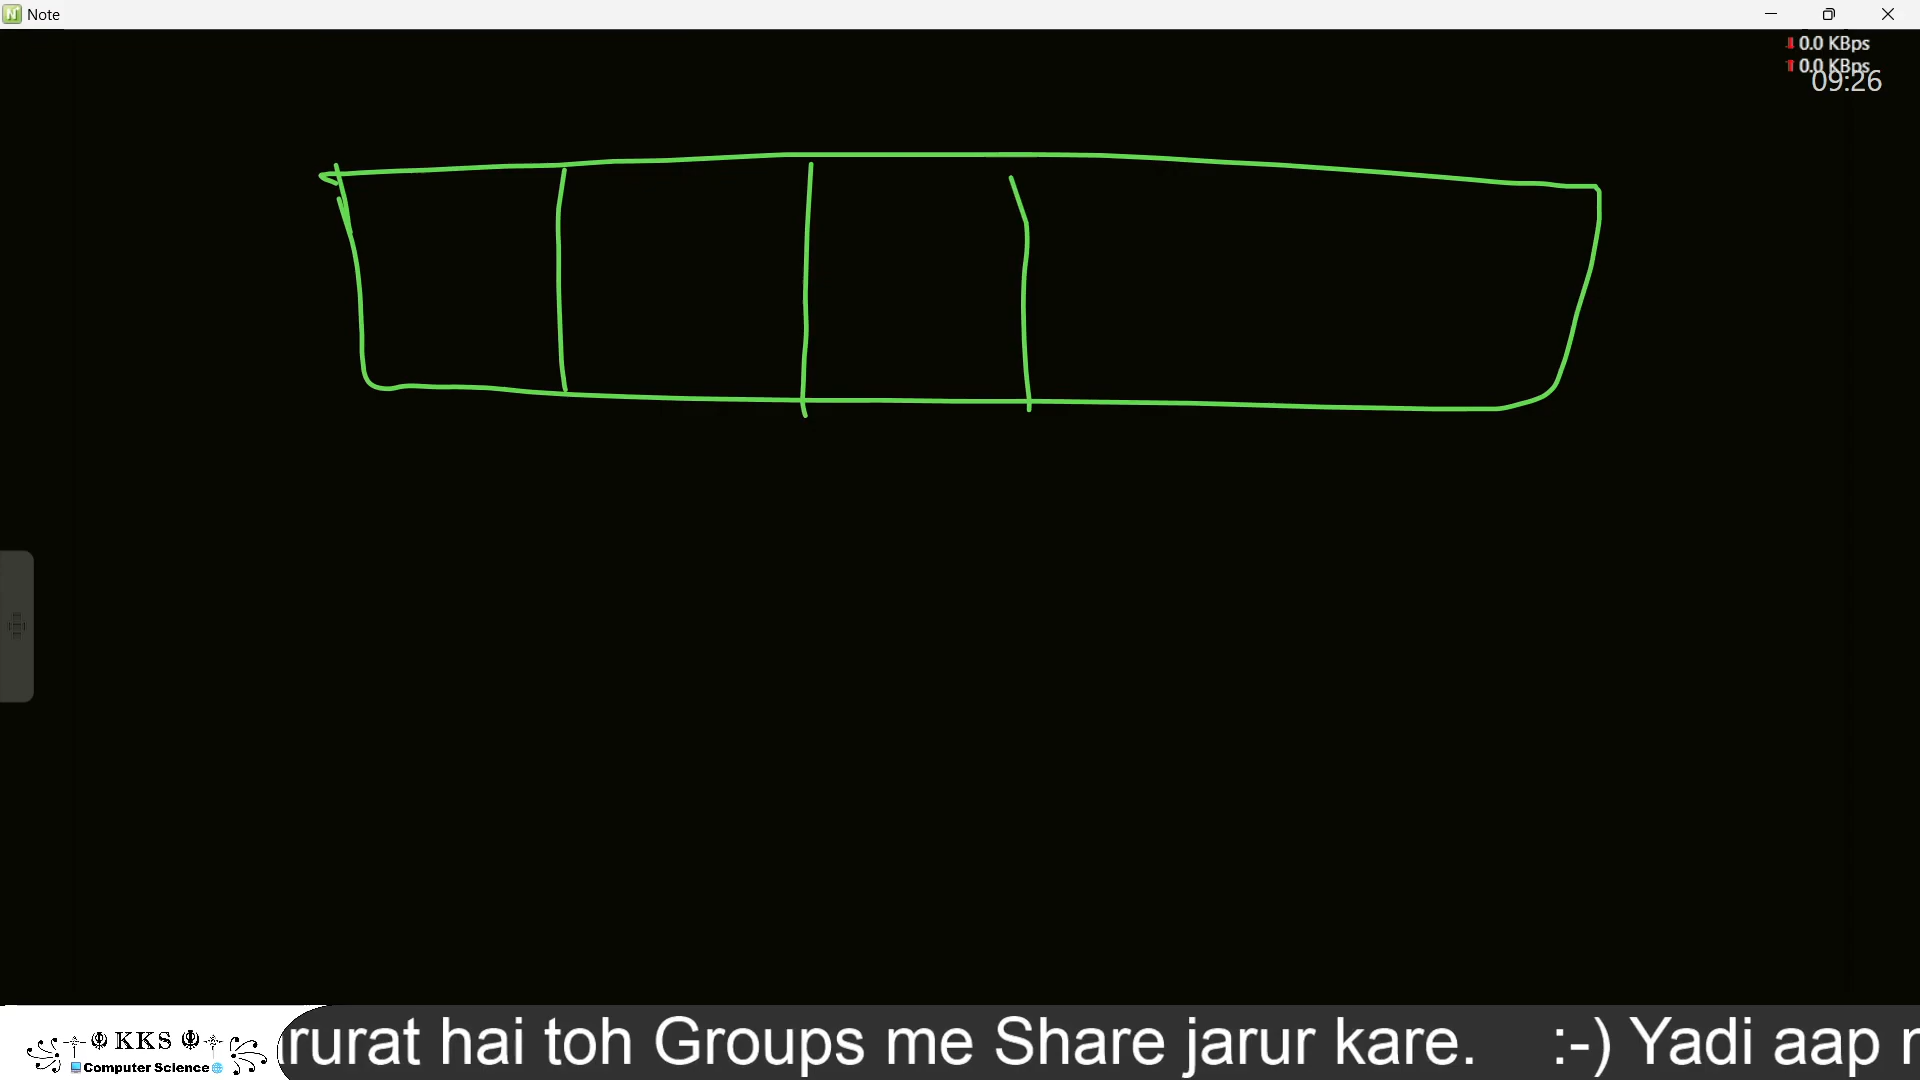 Note
0.0 KBps
0.0 KBps
09:26
KKS
Computer Science
hai toh Groups me Share jarur kare. :-) Yadi aap